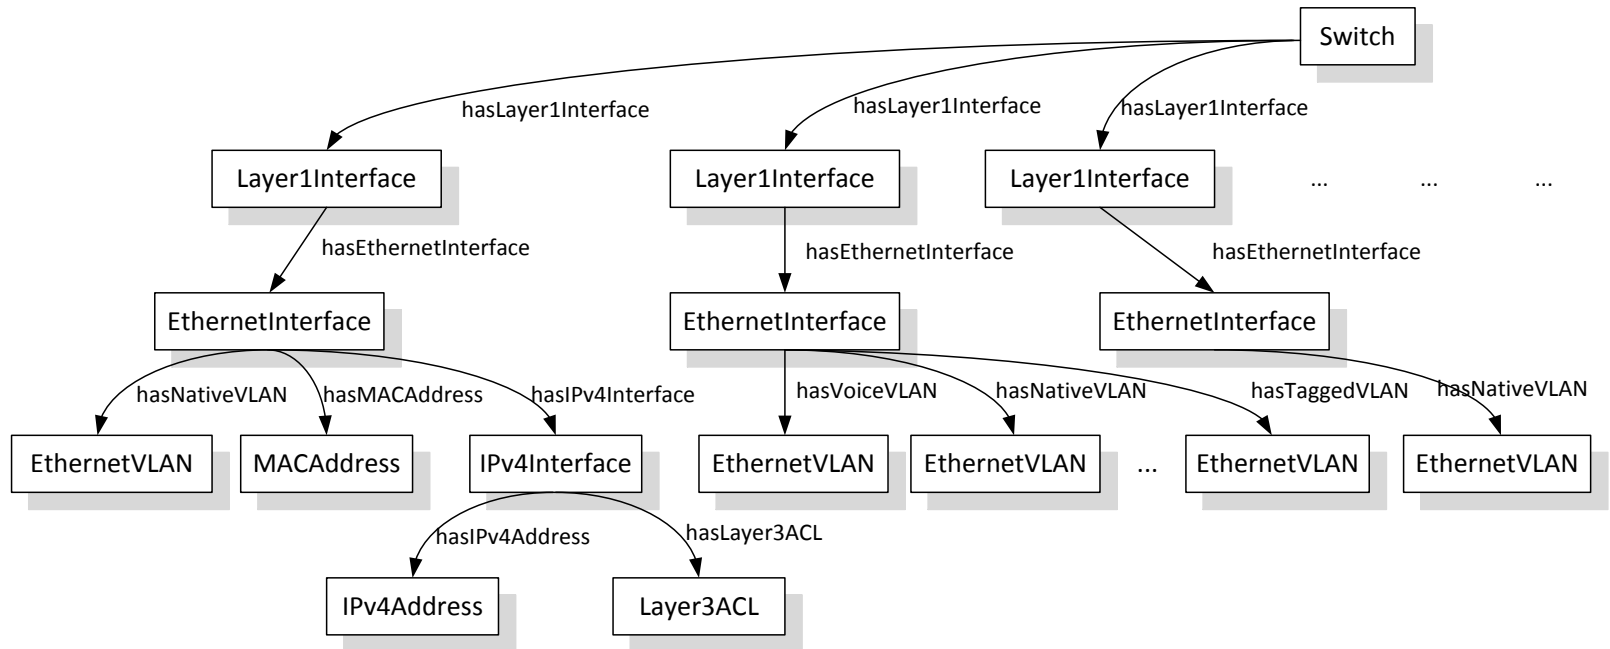 Switch
hasLayer1Interface
hasLayer1Interface
hasLayer1Interface
Layer1Interface
Layer1Interface
Layer1Interface
...
...
...
hasEthernetInterface
hasEthernetInterface
hasEthernetInterface
EthernetInterface
EthernetInterface
EthernetInterface
hasNativeVLAN
hasMACAddress
hasIPv4Interface
hasVoiceVLAN
hasNativeVLAN
hasTaggedVLAN
hasNativeVLAN
EthernetVLAN
MACAddress
IPv4Interface
EthernetVLAN
EthernetVLAN
...
EthernetVLAN
EthernetVLAN
hasIPv4Address
hasLayer3ACL
IPv4Address
Layer3ACL